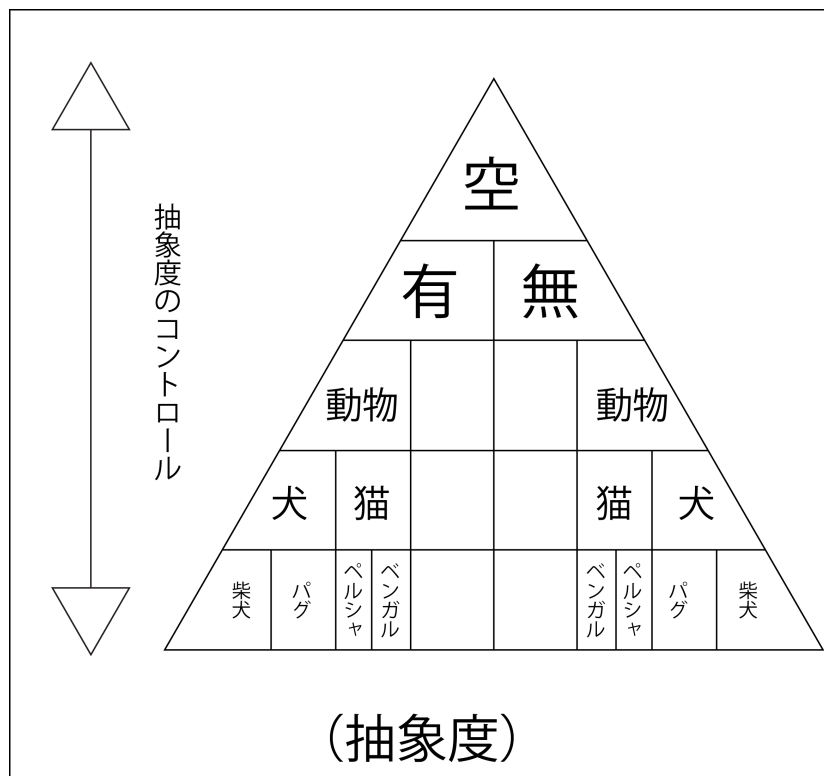 抽象度のコントロール
空
有 無
動物 動物
犬 猫 猫 犬
柴犬 パグ ペルシャ ベンガル ベンガル ペルシャ パグ 柴犬
（抽象度）